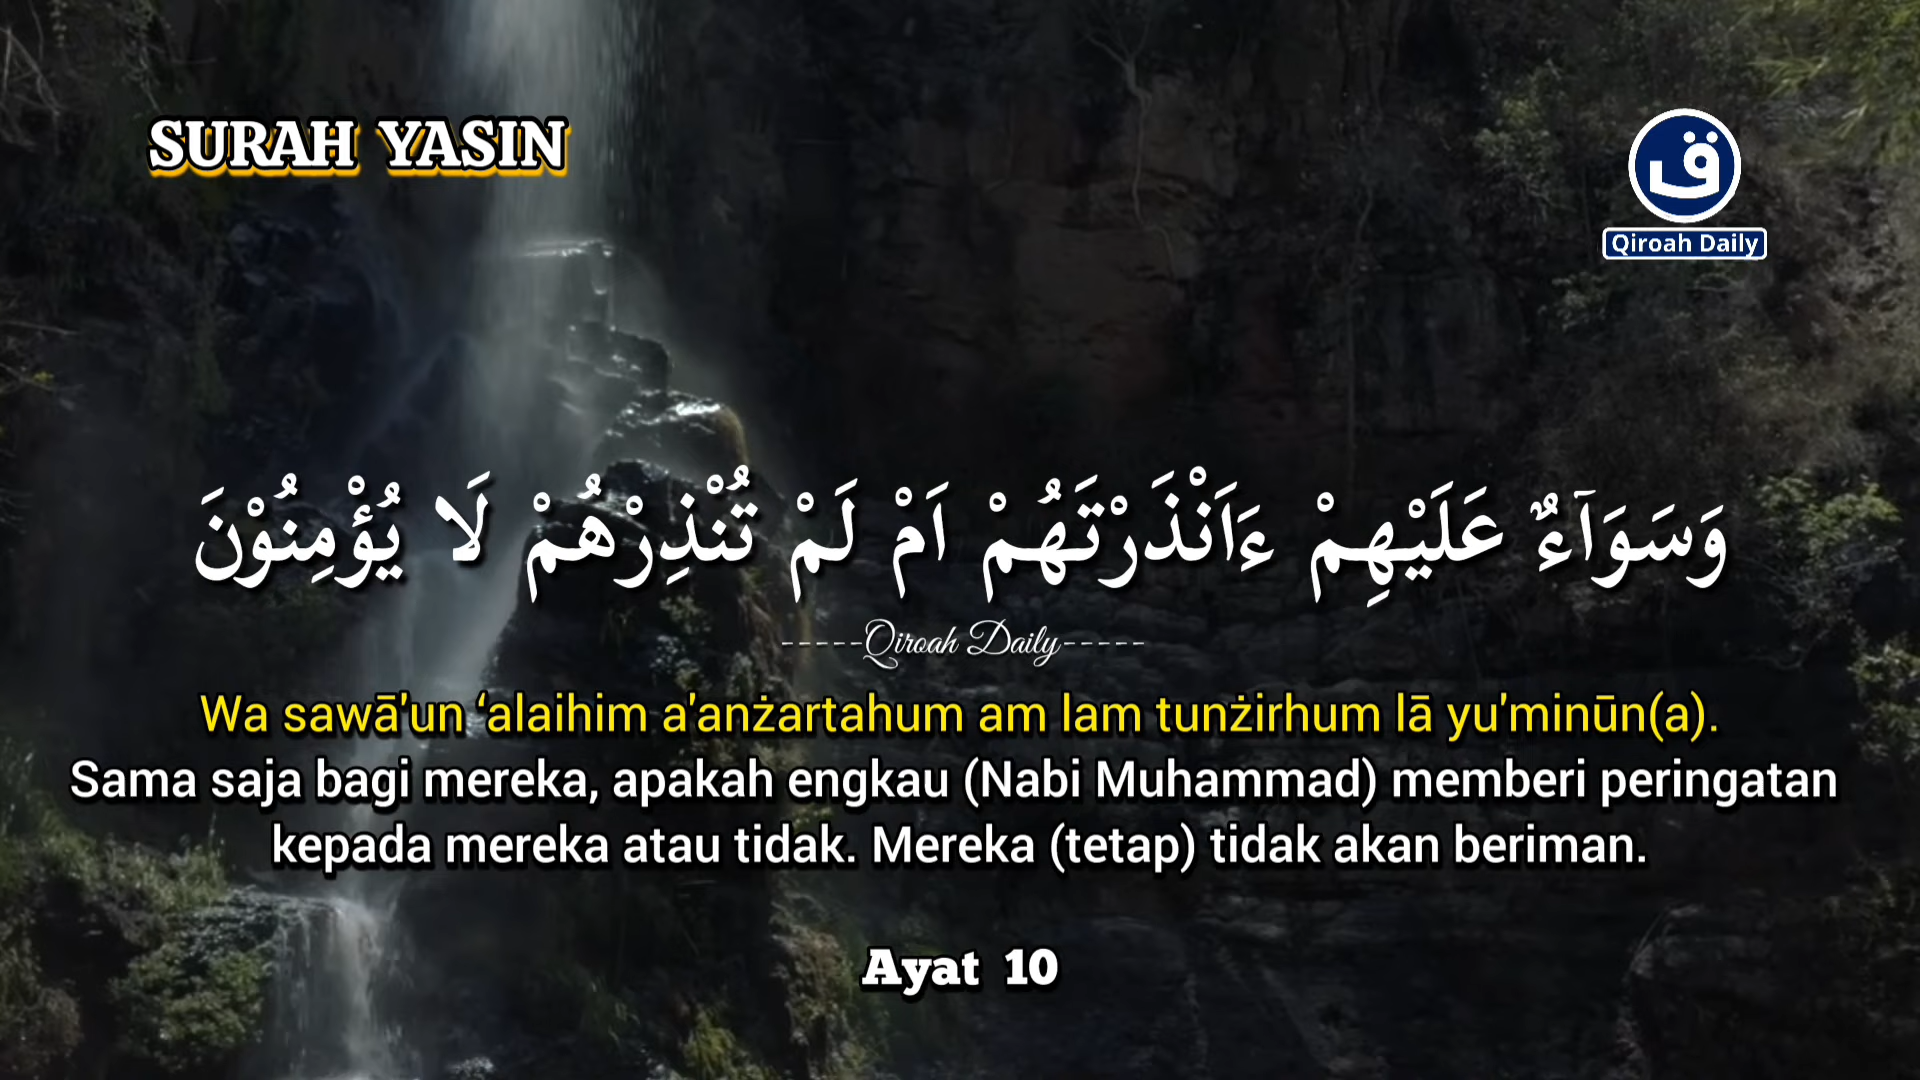 SURAH YASIN
ق
Qiroah Daily
وَسَوَآءٌ عَلَيْهِمْ ءَاَنْذَرْتَهُمْ اَمْ لَمْ تُنْذِرْهُمْ لَا يُؤْمِنُوْنَ
-----Qiroah Daily-----
Wa sawā'un ‘alaihim a'anżartahum am lam tunżirhum lā yu'minūn(a).
Sama saja bagi mereka, apakah engkau (Nabi Muhammad) memberi peringatan
kepada mereka atau tidak. Mereka (tetap) tidak akan beriman.
Ayat 10